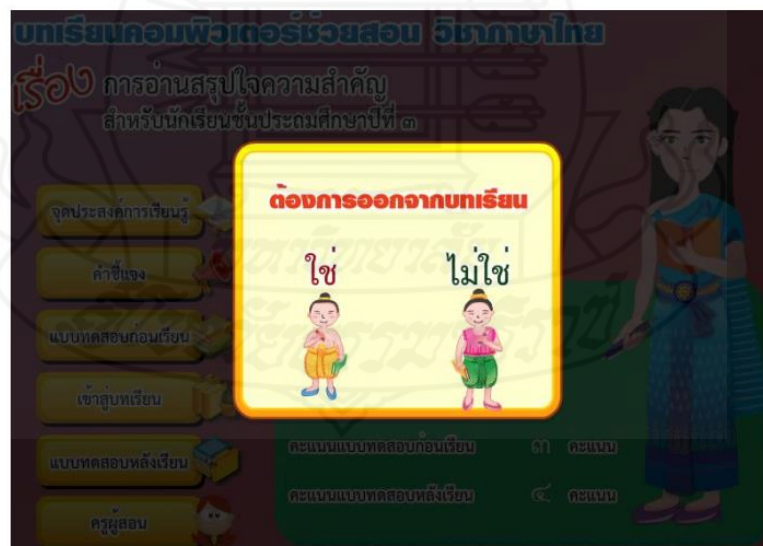 บทเรียนคอมพิวเตอร์ช่วยสอน วิชาภาษาไทย
เรื่อง การอ่านสรุปใจความสำคัญ
สำหรับนักเรียนชั้นประถมศึกษาปีที่ ๓
ต้องการออกจากบทเรียน
ใช่ ไม่ใช่
จุดประสงค์การเรียนรู้
คำชี้แจง
แบบทดสอบก่อนเรียน
เข้าสู่บทเรียน
แบบทดสอบหลังเรียน
ครูผู้สอน
คะแนนแบบทดสอบก่อนเรียน ๓ คะแนน
คะแนนแบบทดสอบหลังเรียน ๔ คะแนน